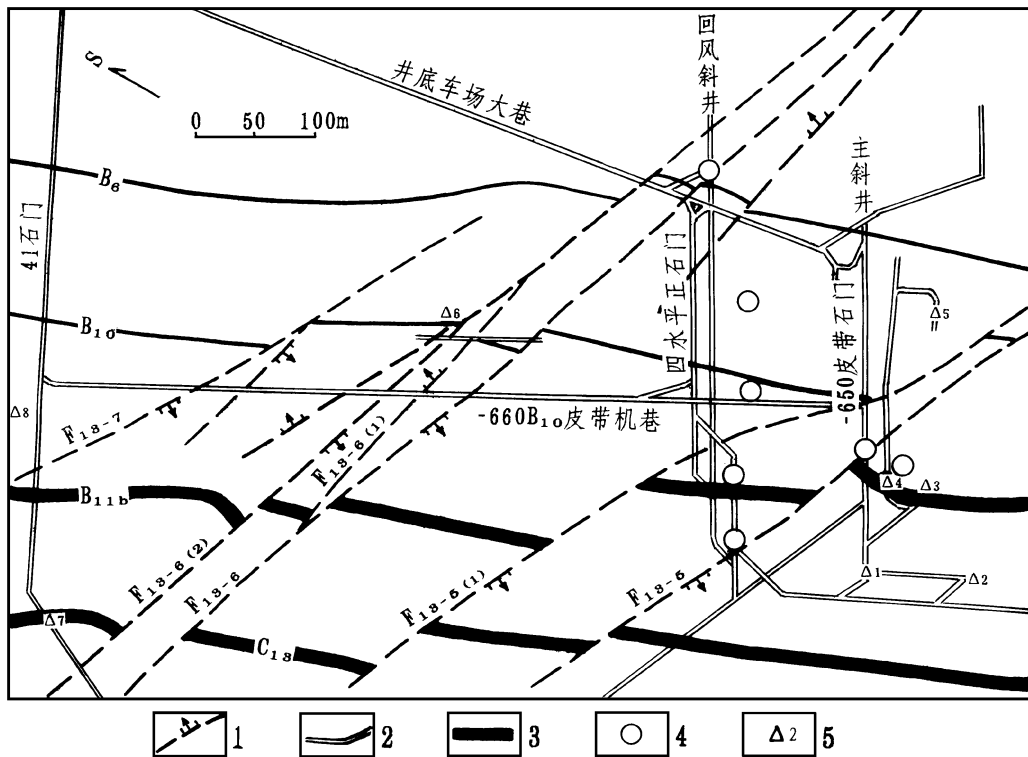 S
0 50 100m
井底车场大巷
回风斜井
主斜井
B₆
41石门
四水平正石门
-650皮带石门
Δ6
Δ5
B₁₀
Δ8
-660B₁₀皮带机巷
F₁₃₋₇
F₁₃₋₆(1)
B₁₁b
Δ4
Δ3
F₁₃₋₆(2)
F₁₃₋₆
F₁₃₋₅(1)
F₁₃₋₅
Δ1
Δ2
Δ7
C₁₃
1
2
3
4
Δ2 5